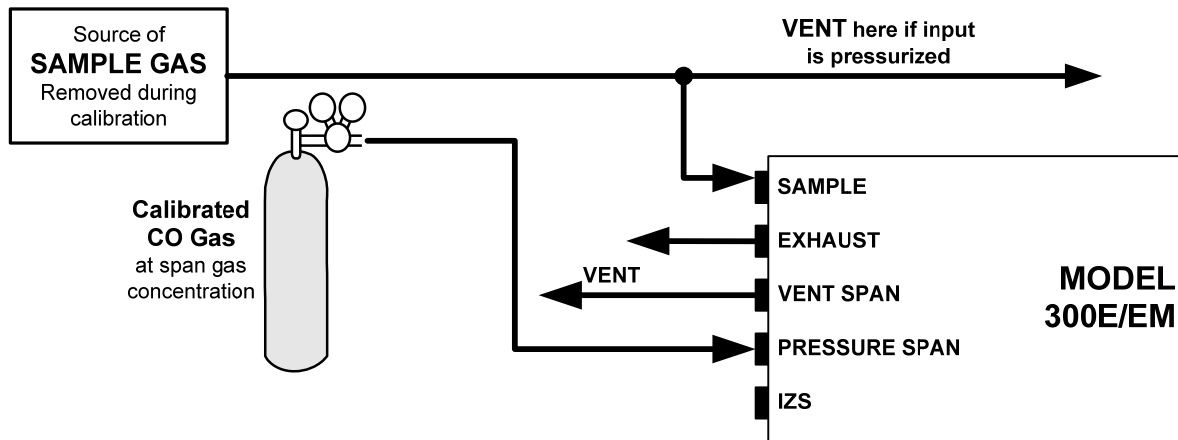 Source of
SAMPLE GAS
Removed during
calibration
VENT here if input
is pressurized
Calibrated
CO Gas
at span gas
concentration
SAMPLE
EXHAUST
VENT
VENT SPAN
PRESSURE SPAN
IZS
MODEL
300E/EM